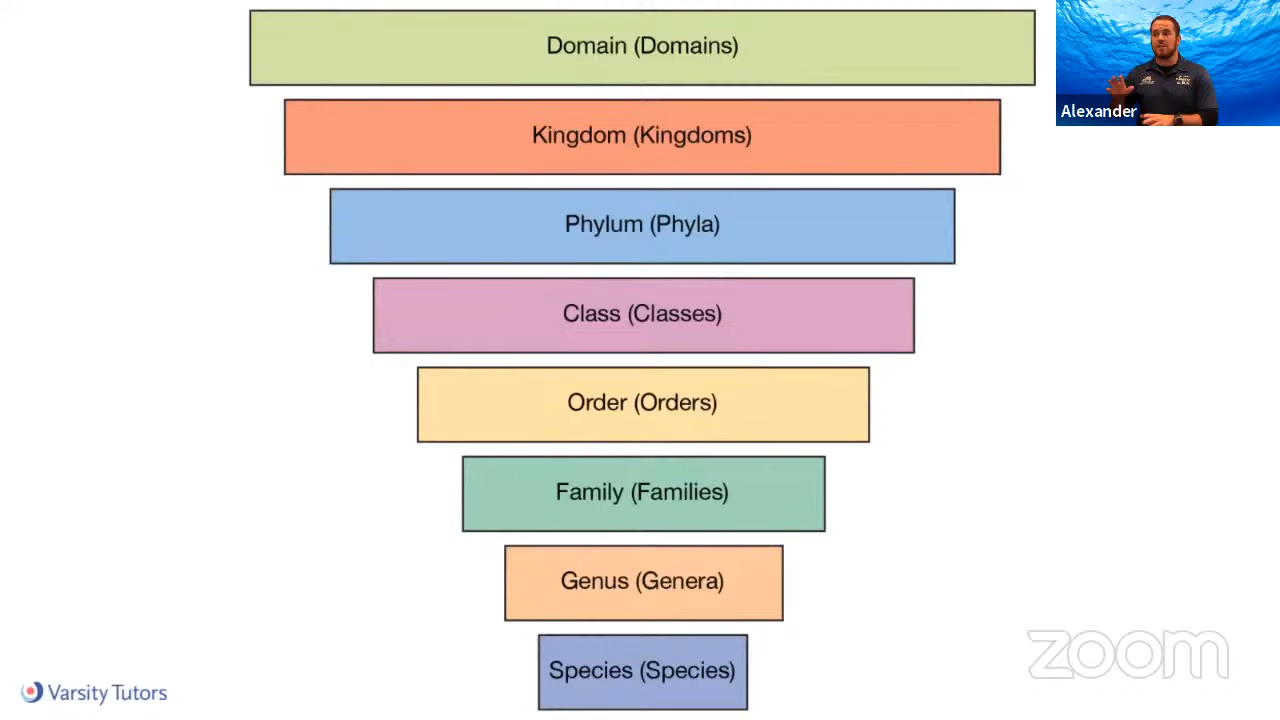 Domain (Domains)
Alexander
Kingdom (Kingdoms)
Phylum (Phyla)
Class (Classes)
Order (Orders)
Family (Families)
Genus (Genera)
Species (Species)
zoom
Varsity Tutors